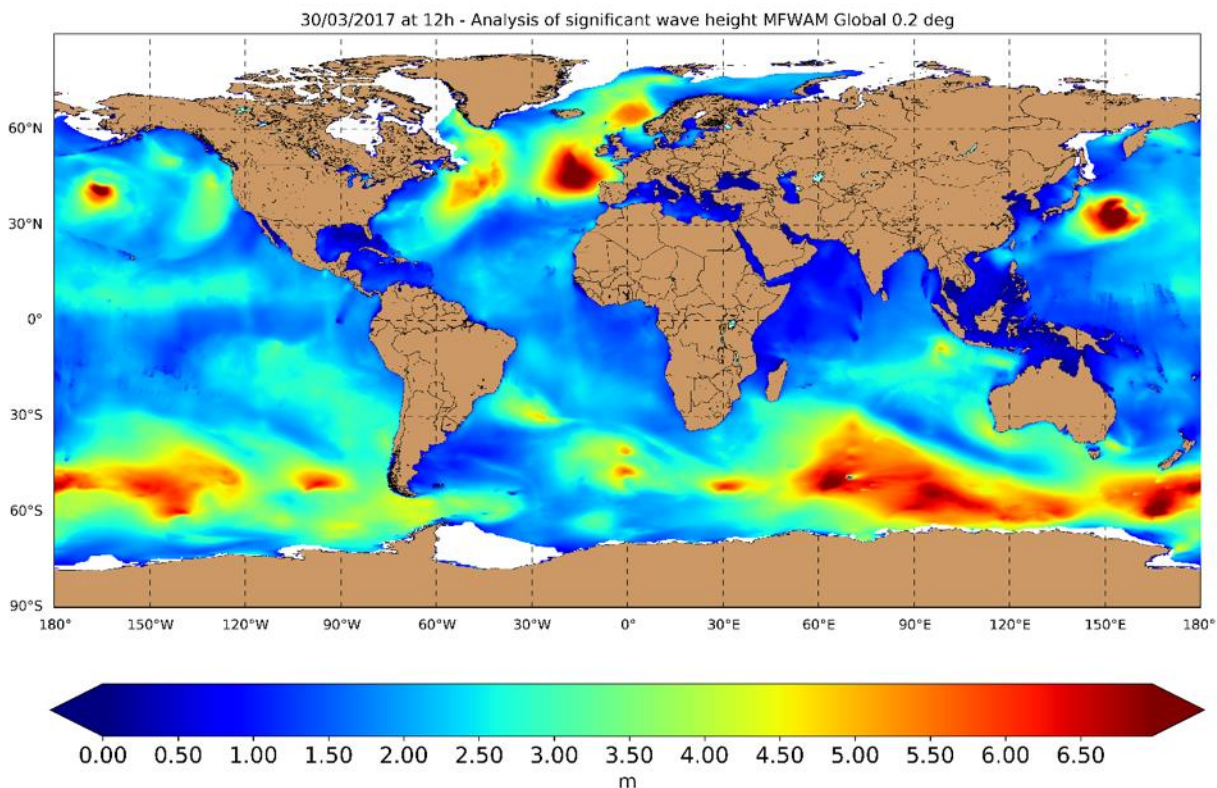 30/03/2017 at 12h - Analysis of significant wave height MFWAM Global 0.2 deg
60°N
30°N
0°
30°S
60°S
90°S
180° 150°W 120°W 90°W 60°W 30°W 0° 30°E 60°E 90°E 120°E 150°E 180°
0.00 0.50 1.00 1.50 2.00 2.50 3.00 3.50 4.00 4.50 5.00 5.50 6.00 6.50
m